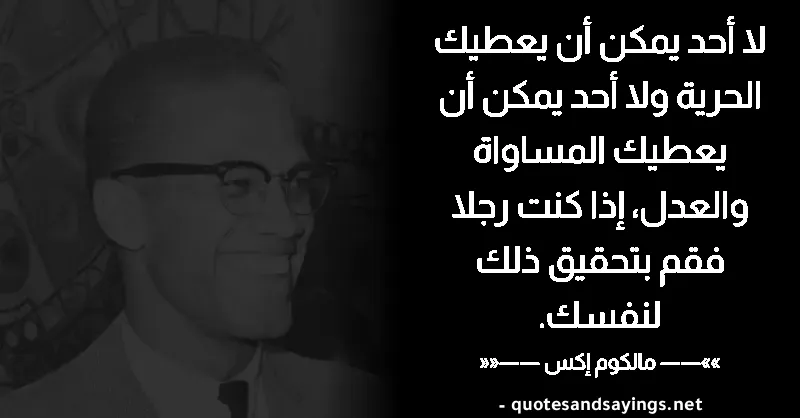 لا أحد يمكن أن يعطيك
الحرية ولا أحد يمكن أن
يعطيك المساواة
والعدل، إذا كنت رجلا
فقم بتحقيق ذلك
لنفسك.
»»—— مالكوم إكس ——««
- quotesandsayings.net